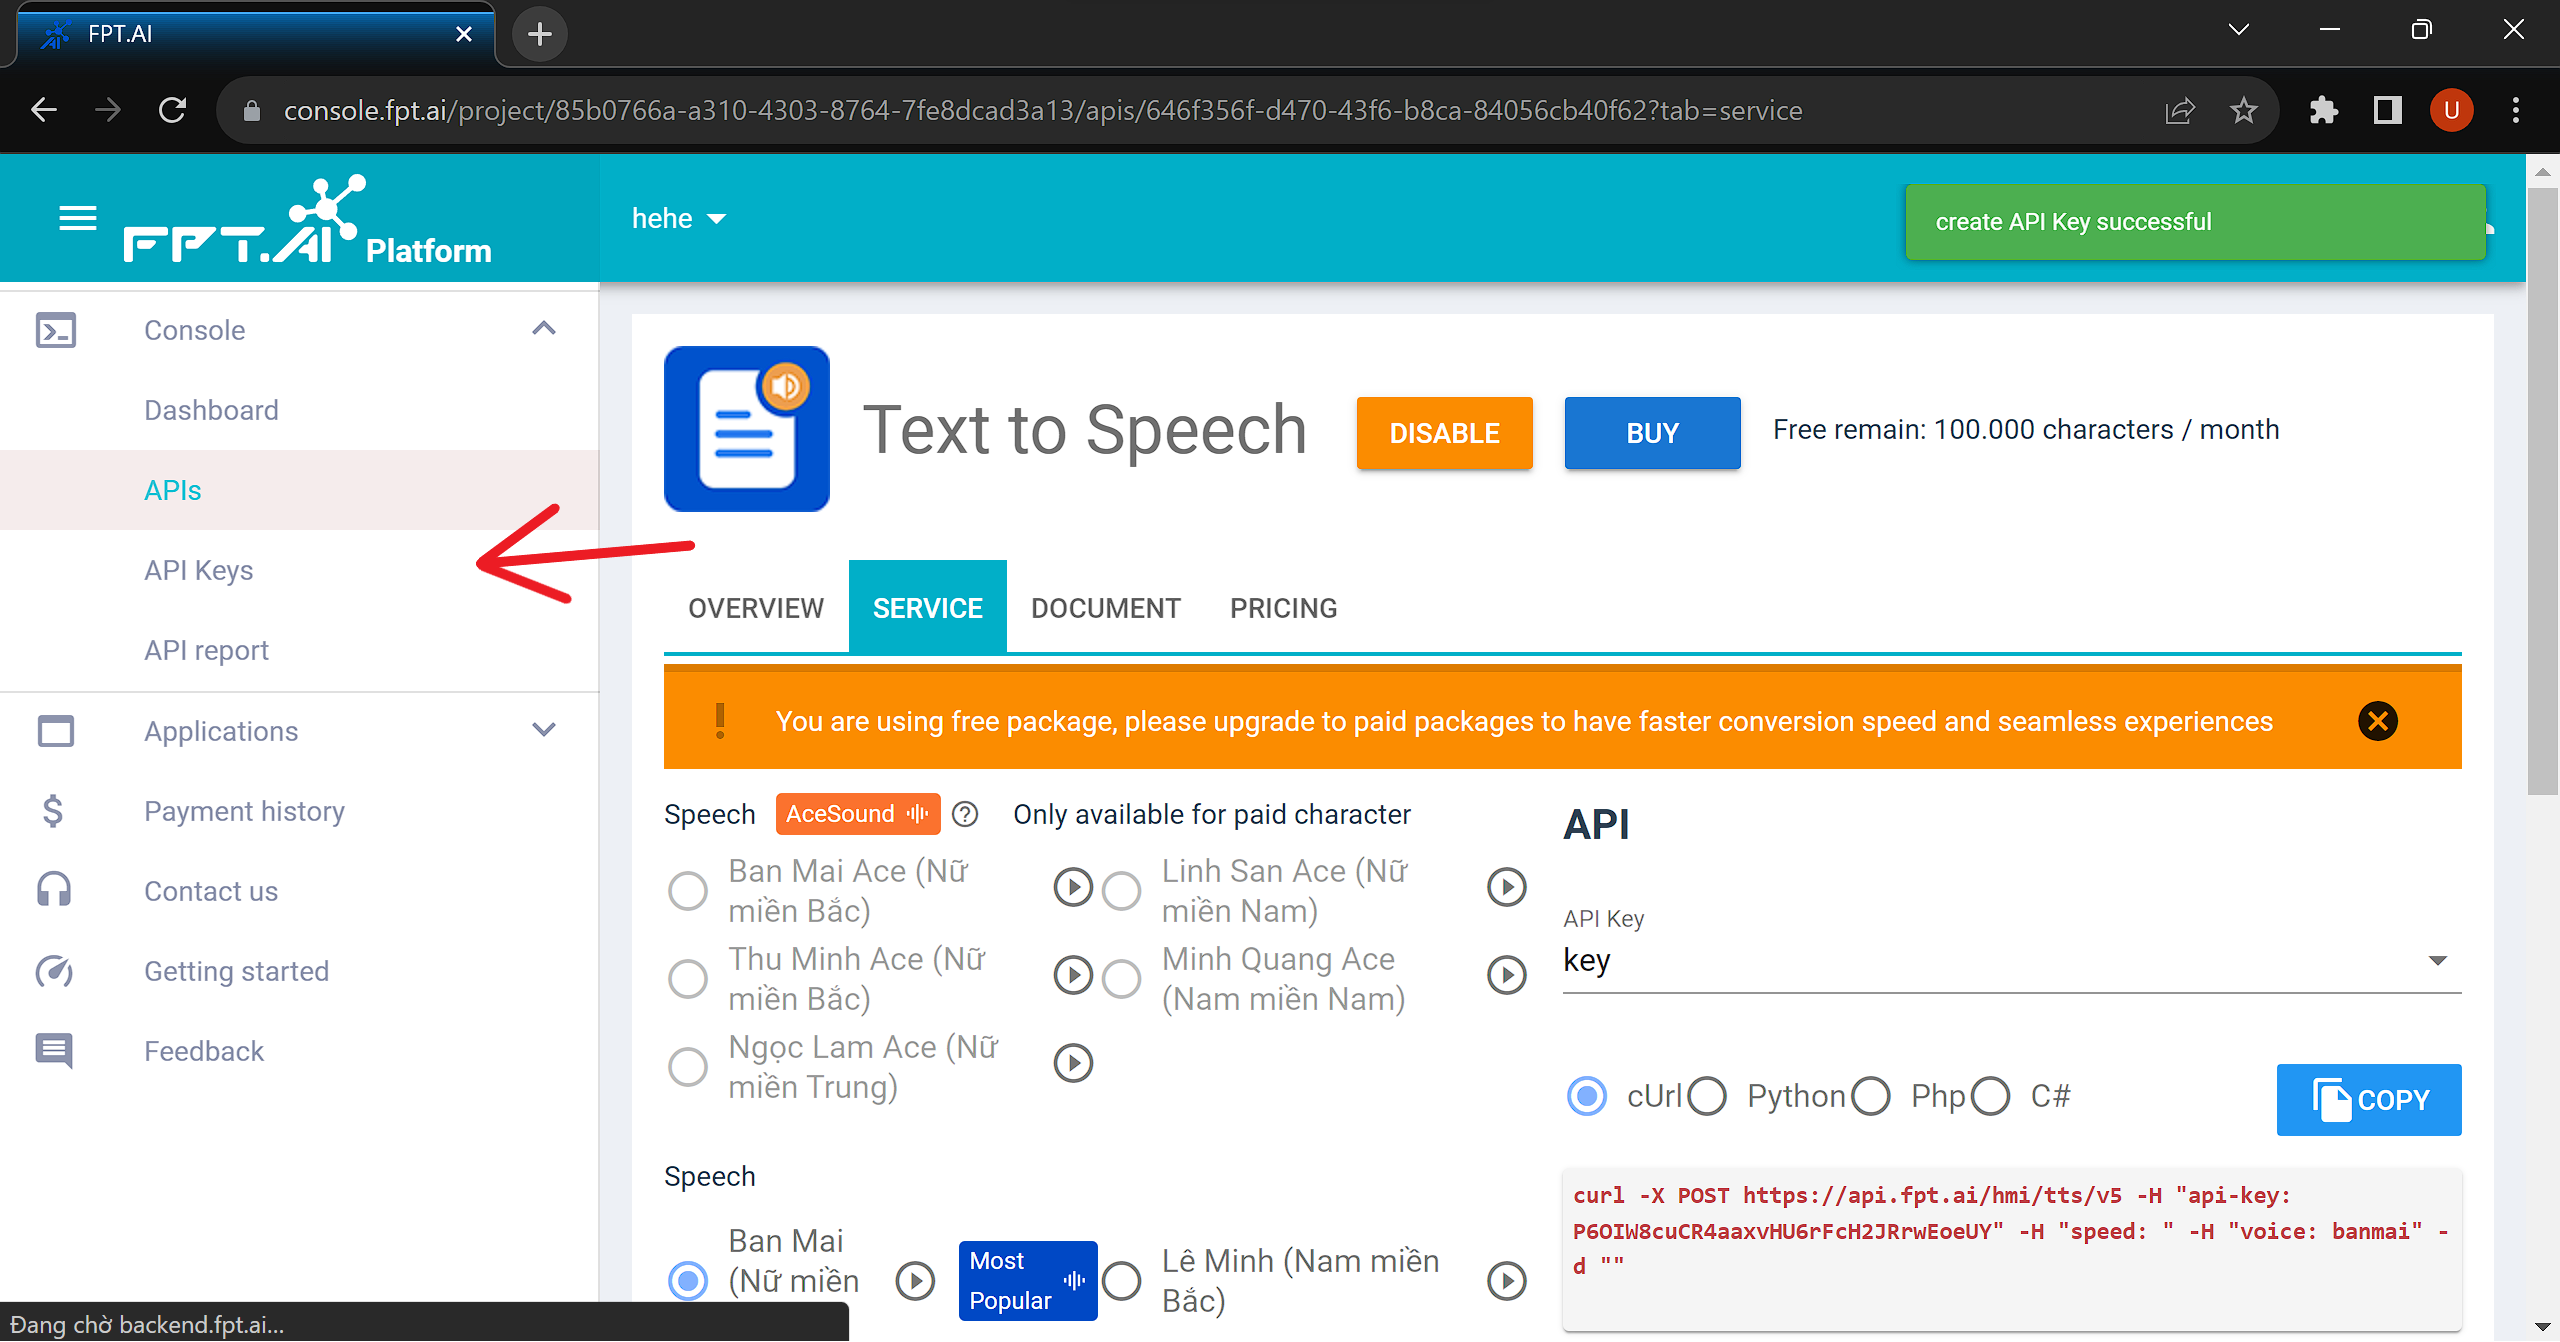 FPT.AI
console.fpt.ai/project/85b0766a-a310-4303-8764-7fe8dcad3a13/apis/646f356f-d470-43f6-b8ca-84056cb40f62?tab=service
U
FPT.AI Platform
hehe
create API Key successful
Console
Dashboard
APIs
API Keys
API report
Applications
Payment history
Contact us
Getting started
Feedback
Text to Speech
DISABLE
BUY
Free remain: 100.000 characters / month
OVERVIEW
SERVICE
DOCUMENT
PRICING
You are using free package, please upgrade to paid packages to have faster conversion speed and seamless experiences
Speech
AceSound
Only available for paid character
Ban Mai Ace (Nữ
miền Bắc)
Linh San Ace (Nữ
miền Nam)
Thu Minh Ace (Nữ
miền Bắc)
Minh Quang Ace
(Nam miền Nam)
Ngọc Lam Ace (Nữ
miền Trung)
Speech
Ban Mai
(Nữ miền
Most
Popular
Lê Minh (Nam miền
Bắc)
API
API Key
key
cUrl
Python
Php
C#
COPY
curl -X POST https://api.fpt.ai/hmi/tts/v5 -H "api-key:
P6OIW8cuCR4aaxvHU6rFcH2JRrwEoeUY" -H "speed: " -H "voice: banmai" -
d ""
Đang chờ backend.fpt.ai...